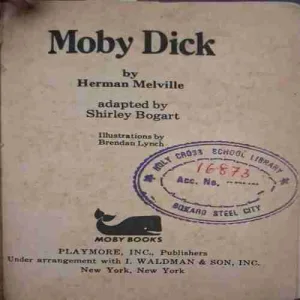 Moby Dick
by
Herman Melville
adapted by
Shirley Bogart
Illustrations by
Brendan Lynch
HOLY CROSS SCHOOL LIBRARY
16873
Acc. No.
BOKARO STEEL CITY
MOBY BOOKS
PLAYMORE, INC., Publishers
Under arrangement with I. WALDMAN & SON, INC.
New York, New York